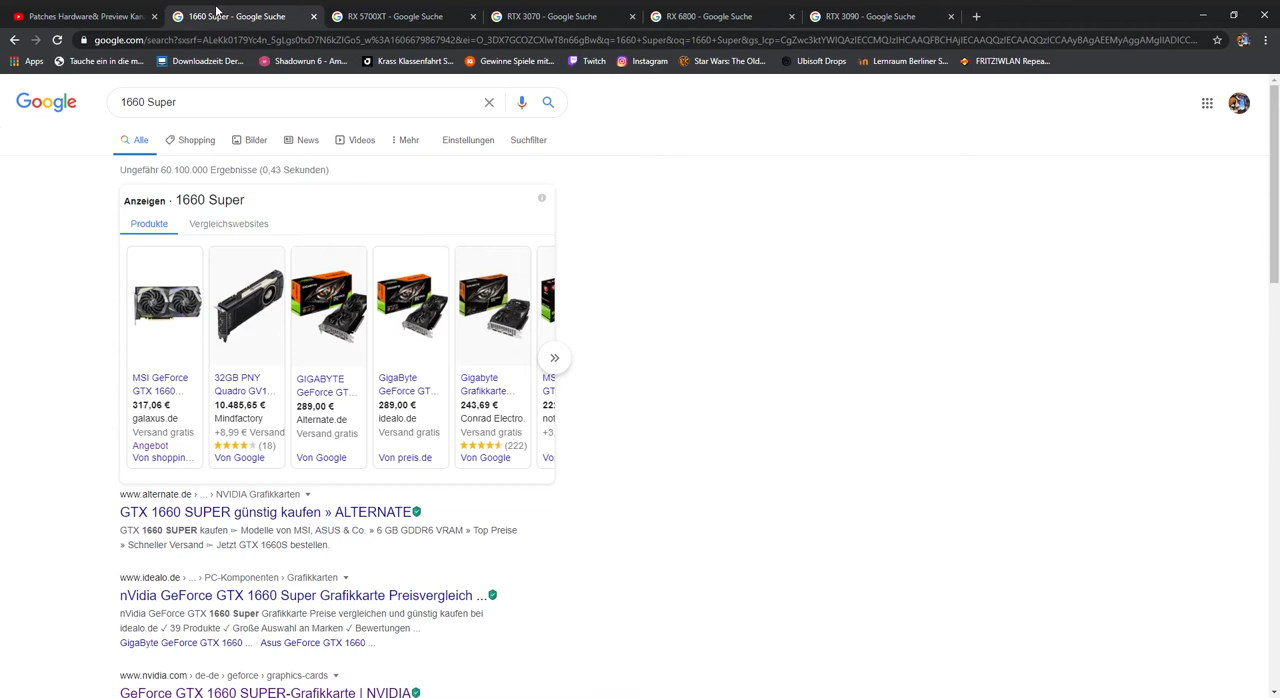 Patches Hardware& Preview Kan
1660 Super - Google Suche
RX 5700XT - Google Suche
RTX 3070 - Google Suche
RX 6800 - Google Suche
RTX 3090 - Google Suche
Apps
Tauche ein in die m...
Downloadzeit: Der...
Shadowrun 6 - Am...
Krass Klassenfahrt S...
Gewinne Spiele mit...
Twitch
Instagram
Star Wars: The Old...
Ubisoft Drops
Lernraum Berliner S...
FRITZ!WLAN Repea...
Google
1660 Super
Alle
Shopping
Bilder
News
Videos
Mehr
Einstellungen
Suchfilter
Ungefähr 60.100.000 Ergebnisse (0,43 Sekunden)
Anzeigen · 1660 Super
Produkte
Vergleichswebsites
MSI GeForce
GTX 1660...
317,06 €
galaxus.de
Versand gratis
Angebot
Von shoppin...
32GB PNY
Quadro GV1...
10.485,65 €
Mindfactory
+8,99 € Versand
(18)
Von Google
GIGABYTE
GeForce GT...
289,00 €
Alternate.de
Versand gratis
Von Google
GigaByte
GeForce GT...
289,00 €
idealo.de
Versand gratis
Von preis.de
Gigabyte
Grafikkarte...
243,69 €
Conrad Electro.
Versand gratis
(222)
Von Google
www.alternate.de › ... › NVIDIA Grafikkarten
GTX 1660 SUPER günstig kaufen » ALTERNATE
GTX 1660 SUPER kaufen ► Modelle von MSI, ASUS & Co. » 6 GB GDDR6 VRAM » Top Preise
» Schneller Versand ► Jetzt GTX 1660S bestellen.
www.idealo.de › ... › PC-Komponenten › Grafikkarten
nVidia GeForce GTX 1660 Super Grafikkarte Preisvergleich ...
nVidia GeForce GTX 1660 Super Grafikkarte Preise vergleichen und günstig kaufen bei
idealo.de ✓ 39 Produkte ✓ Große Auswahl an Marken ✓ Bewertungen ...
GigaByte GeForce GTX 1660 ... · Asus GeForce GTX 1660 ...
www.nvidia.com › de-de › geforce › graphics-cards
GeForce GTX 1660 SUPER-Grafikkarte | NVIDIA